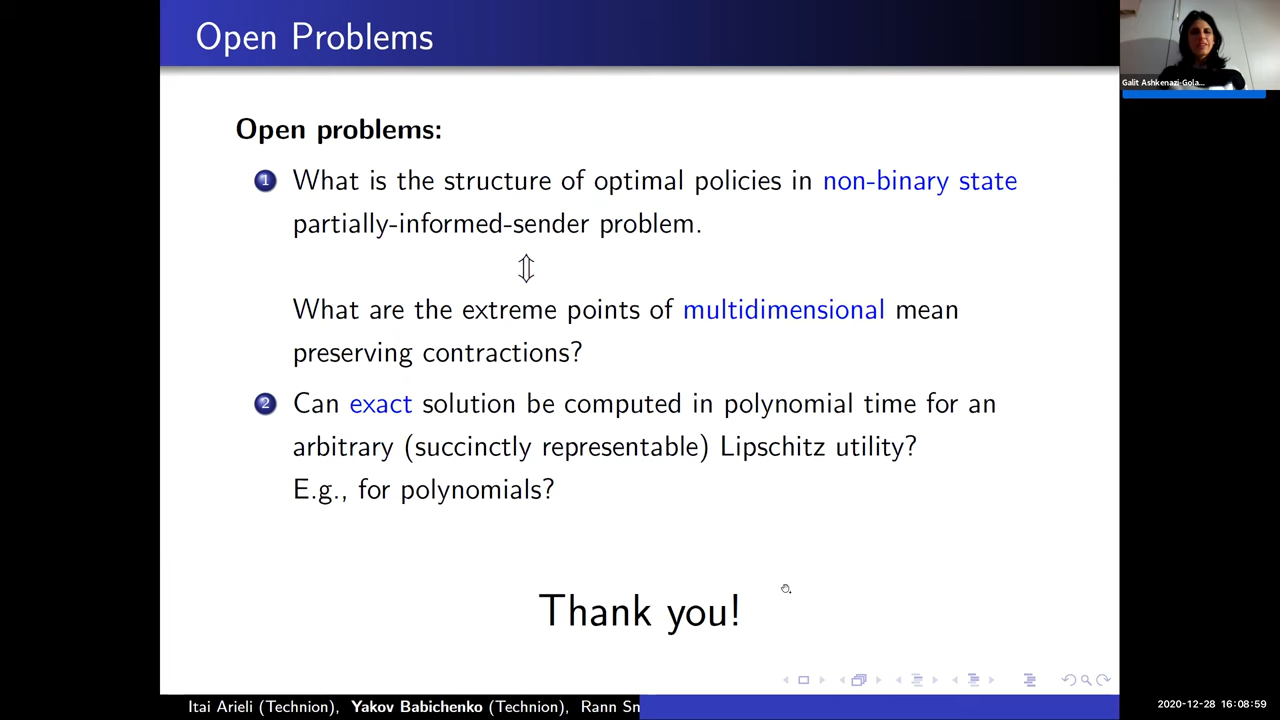 Open Problems
Galit Ashkenazi-Gola...
Open problems:
1 What is the structure of optimal policies in non-binary state
partially-informed-sender problem.
⇕
What are the extreme points of multidimensional mean
preserving contractions?
2 Can exact solution be computed in polynomial time for an
arbitrary (succinctly representable) Lipschitz utility?
E.g., for polynomials?
Thank you!
Itai Arieli (Technion), Yakov Babichenko (Technion), Rann Sn
2020-12-28 16:08:59